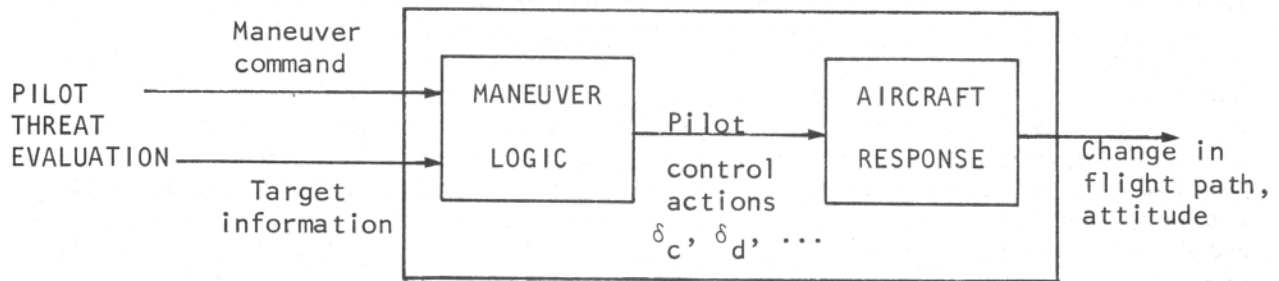 Maneuver
command
PILOT
THREAT
EVALUATION
Target
information
MANEUVER
LOGIC
Pilot
control
actions
δc, δd, ...
AIRCRAFT
RESPONSE
Change in
flight path,
attitude